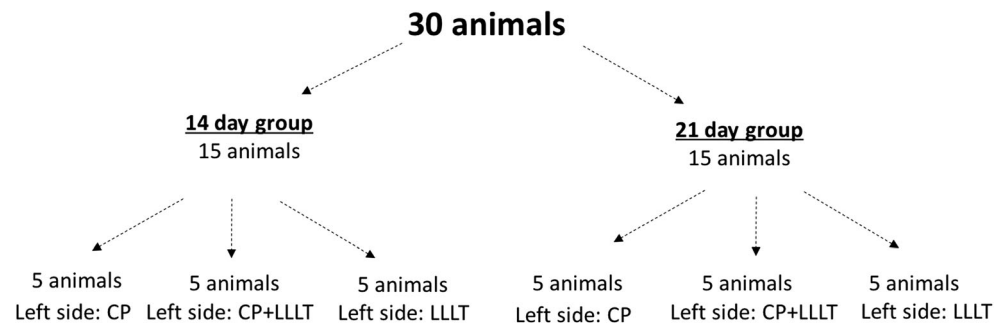 30 animals
14 day group
15 animals
21 day group
15 animals
5 animals
Left side: CP
5 animals
Left side: CP+LLLT
5 animals
Left side: LLLT
5 animals
Left side: CP
5 animals
Left side: CP+LLLT
5 animals
Left side: LLLT